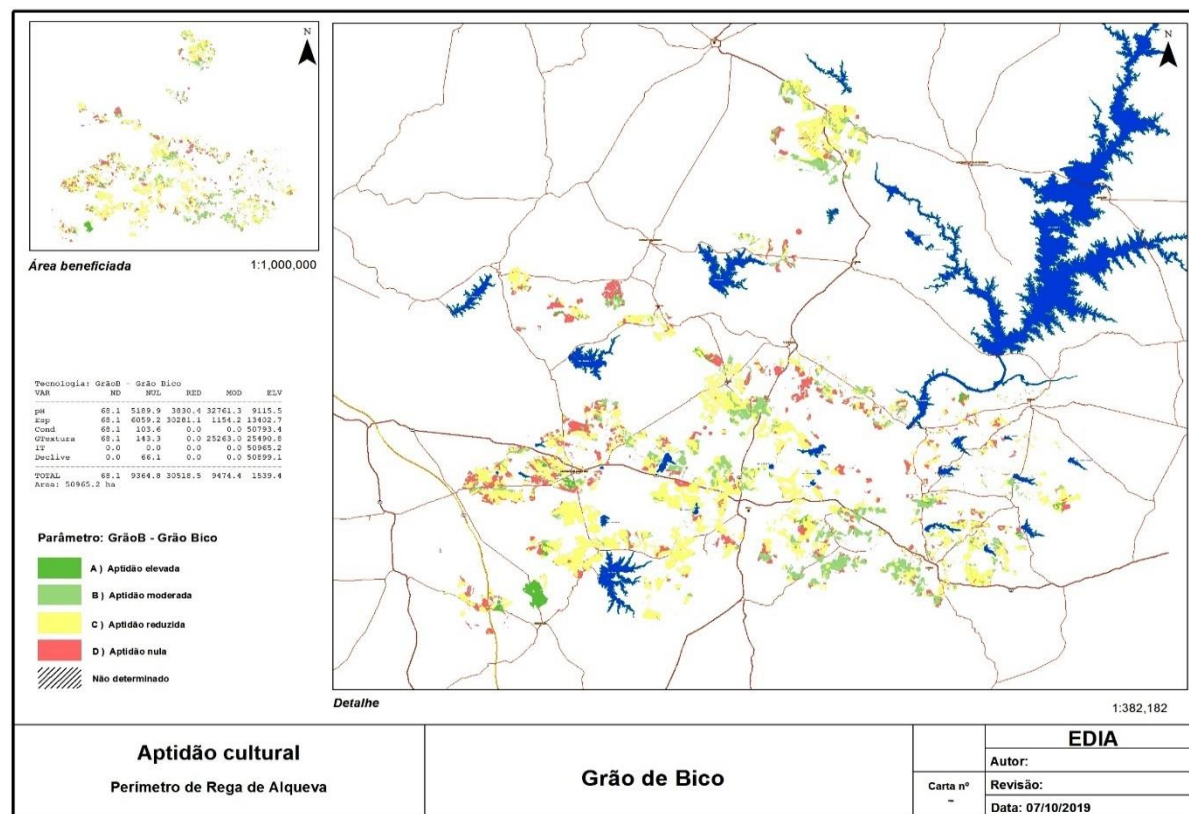 N
N
Área beneficiada 1:1,000,000
Tecnologia: GrãoB - Grão Bico
VAR ND NUL RED MOD ELV
pH 68.1 5189.9 3830.4 32761.3 9115.5
Esp 68.1 6059.2 30281.1 1154.2 13402.7
Cond 68.1 103.6 0.0 0.0 50793.4
GTextura 68.1 143.3 0.0 25263.0 25490.8
IT 0.0 0.0 0.0 0.0 50965.2
Declive 0.0 66.1 0.0 0.0 50899.1
TOTAL 68.1 9364.8 30518.5 9474.4 1539.4
Area: 50965.2 ha
Parâmetro: GrãoB - Grão Bico
A ) Aptidão elevada
B ) Aptidão moderada
C ) Aptidão reduzida
D ) Aptidão nula
Não determinado
Detalhe 1:382,182
Aptidão cultural
Perímetro de Rega de Alqueva
Grão de Bico
Carta nº
–
EDIA
Autor:
Revisão:
Data: 07/10/2019